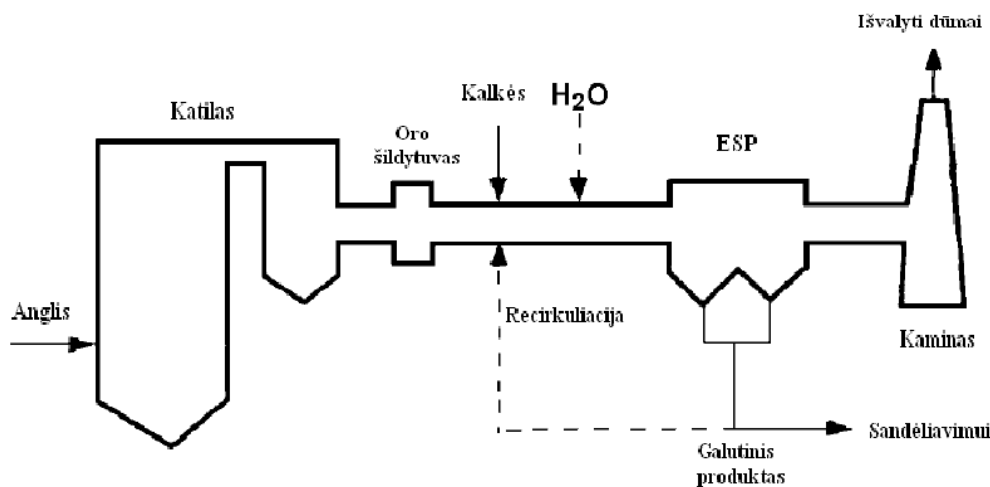 Išvalyti dūmai
Kalkės
H₂O
Katilas
Oro
šildytuvas
ESP
Anglis
Recirkuliacija
Kaminas
Sandėliavimui
Galutinis
produktas